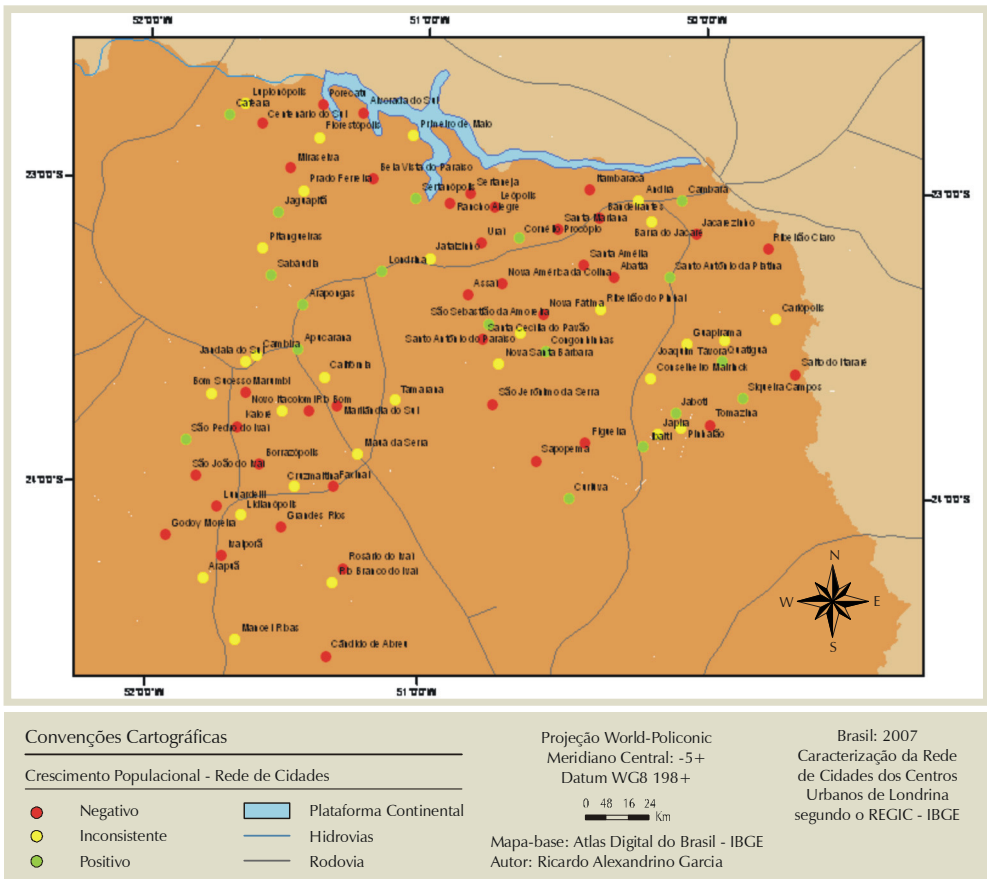 52°00'W 51°00'W 50°00'W
Lupionópolis
Cafeara
Porecatu
Alvorada do Sul
Centenário do Sul
Florestópolis
Primeiro de Maio
Miraselva
Bela Vista do Paraíso
23°00'S
Prado Ferreira
Sertanópolis
Sertaneja
Itambaracá
Andirá
Cambará
23°00'S
Jaguapitã
Rancho Alegre
Leópolis
Bandeirantes
Santa Mariana
Barra do Jacaré
Jacarezinho
Pitangueiras
Jataizinho
Uraí
Cornélio Procópio
Ribeirão Claro
Sabáudia
Londrina
Santa Amélia
Abatiá
Santo Antônio da Platina
Nova América da Colina
Assaí
Arapongas
Nova Fátima
Ribeirão do Pinhal
Carlópolis
São Sebastião da Amoreira
Santa Cecília do Pavão
Santo Antônio do Paraíso
Congonhinhas
Guapirama
Apucarana
Cambira
Jandaia do Sul
Nova Santa Bárbara
Joaquim Távora
Quatiguá
Califórnia
Conselheiro Mairinck
Salto do Itararé
Bom Sucesso
Marumbi
Tamarana
São Jerônimo da Serra
Siqueira Campos
Novo Itacolomi
Rio Bom
Marilândia do Sul
Kaloré
Jaboti
Tomazina
São Pedro do Ivaí
Japira
Pinhalão
Figueira
Ibaiti
Mauá da Serra
Borrazópolis
Sapopema
São João do Ivaí
Cruzmaltina
Faxinal
24°00'S
Curiúva
24°00'S
Lunardelli
Lidianópolis
Grandes Rios
Godoy Moreira
Ivaiporã
Rosário do Ivaí
Arapuã
Rio Branco do Ivaí
Manoel Ribas
Cândido de Abreu
N
W E
S
52°00'W 51°00'W
Convenções Cartográficas
Crescimento Populacional - Rede de Cidades
Negativo
Inconsistente
Positivo
Plataforma Continental
Hidrovias
Rodovia
Projeção World-Policonic
Meridiano Central: -5+
Datum WG8 198+
0 48 16 24
Km
Mapa-base: Atlas Digital do Brasil - IBGE
Autor: Ricardo Alexandrino Garcia
Brasil: 2007
Caracterização da Rede
de Cidades dos Centros
Urbanos de Londrina
segundo o REGIC - IBGE